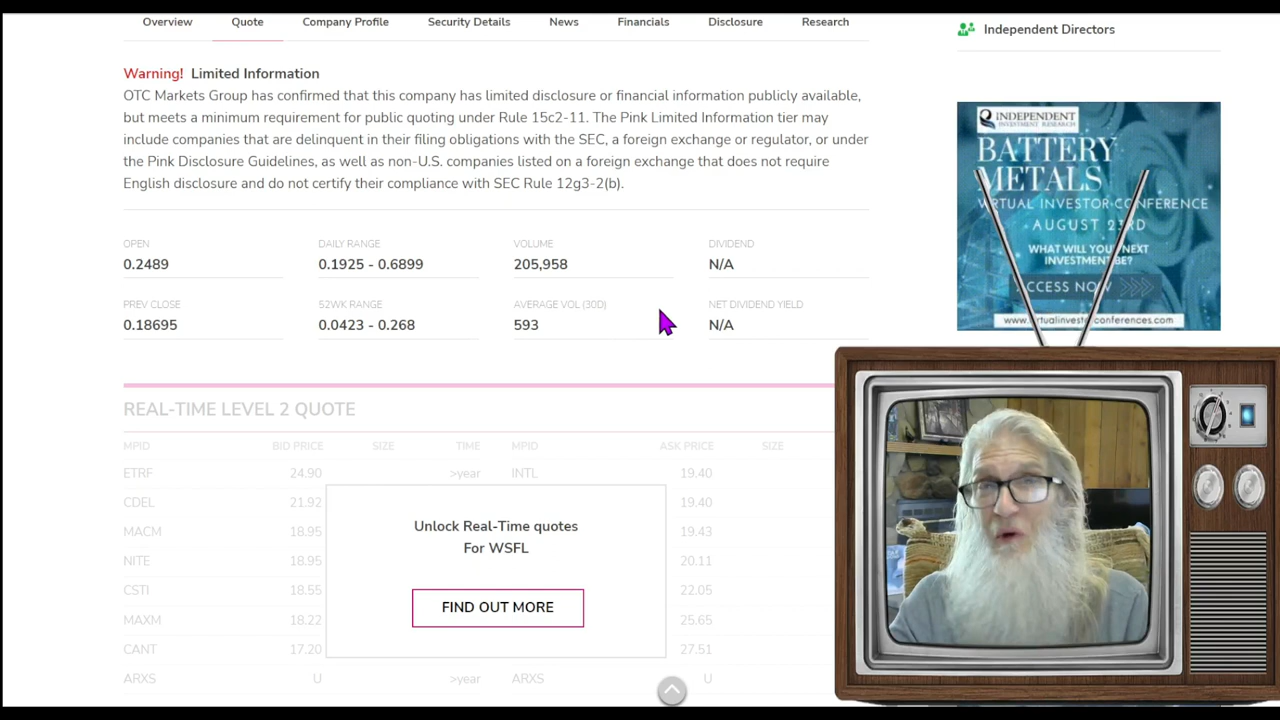 Overview Quote Company Profile Security Details News Financials Disclosure Research
Independent Directors
Warning! Limited Information
OTC Markets Group has confirmed that this company has limited disclosure or financial information publicly available,
but meets a minimum requirement for public quoting under Rule 15c2-11. The Pink Limited Information tier may
include companies that are delinquent in their filing obligations with the SEC, a foreign exchange or regulator, or under
the Pink Disclosure Guidelines, as well as non-U.S. companies listed on a foreign exchange that does not require
English disclosure and do not certify their compliance with SEC Rule 12g3-2(b).
OPEN DAILY RANGE VOLUME DIVIDEND
0.2489 0.1925 - 0.6899 205,958 N/A
PREV CLOSE 52WK RANGE AVERAGE VOL (30D) NET DIVIDEND YIELD
0.18695 0.0423 - 0.268 593 N/A
INDEPENDENT
INVESTMENT RESEARCH
BATTERY
METALS
VIRTUAL INVESTOR CONFERENCE
AUGUST 23RD
WHAT WILL YOUR NEXT
INVESTMENT BE?
ACCESS NOW
www.virtualinvestorconferences.com
REAL-TIME LEVEL 2 QUOTE
MPID BID PRICE SIZE TIME MPID ASK PRICE SIZE
ETRF 24.90 >year INTL 19.40
CDEL 21.92 19.40
MACM 18.95 19.43
NITE 18.95 20.11
CSTI 18.55 22.05
MAXM 18.22 25.65
CANT 17.20 27.51
ARXS U >year ARXS U
Unlock Real-Time quotes
For WSFL
FIND OUT MORE